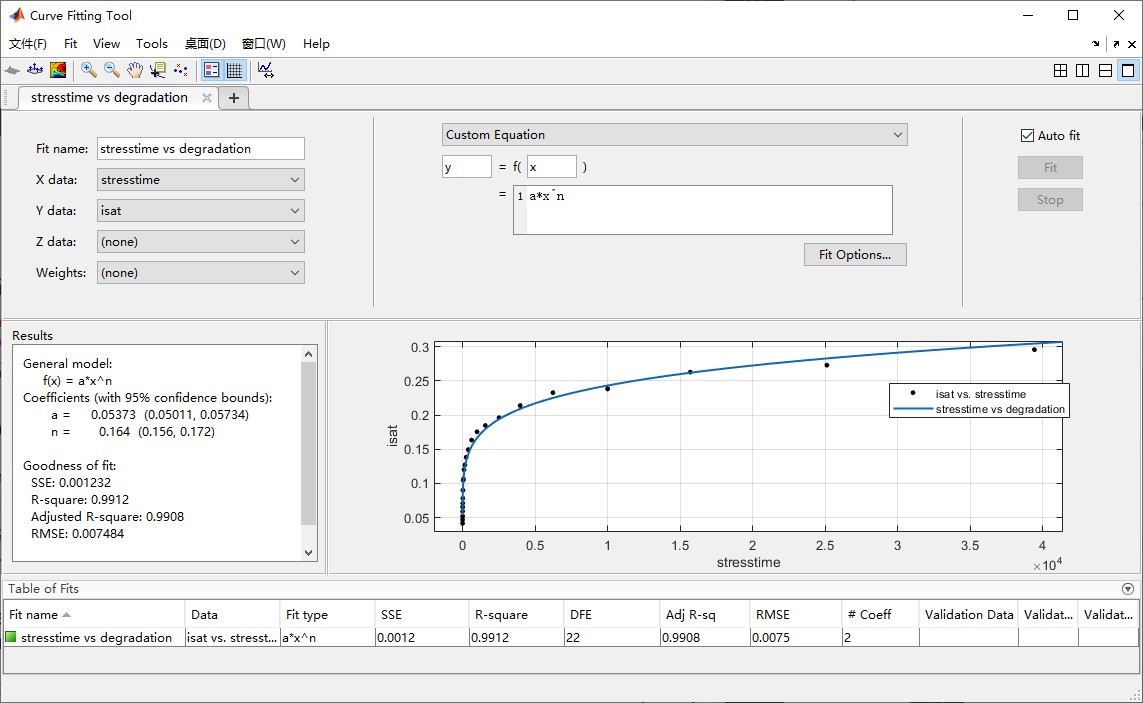 Curve Fitting Tool
文件(F) Fit View Tools 桌面(D) 窗口(W) Help
stresstime vs degradation
Fit name: stresstime vs degradation
X data: stresstime
Y data: isat
Z data: (none)
Weights: (none)
Custom Equation
y = f( x )
= 1 a*x^n
Fit Options...
Auto fit
Fit
Stop
Results
General model:
f(x) = a*x^n
Coefficients (with 95% confidence bounds):
a = 0.05373 (0.05011, 0.05734)
n = 0.164 (0.156, 0.172)
Goodness of fit:
SSE: 0.001232
R-square: 0.9912
Adjusted R-square: 0.9908
RMSE: 0.007484
0.3
0.25
0.2
0.15
0.1
0.05
isat
0 0.5 1 1.5 2 2.5 3 3.5 4
×10^4
stresstime
isat vs. stresstime
stresstime vs degradation
Table of Fits
Fit name Data Fit type SSE R-square DFE Adj R-sq RMSE # Coeff Validation Data Validat... Validat...
stresstime vs degradation isat vs. stresst... a*x^n 0.0012 0.9912 22 0.9908 0.0075 2